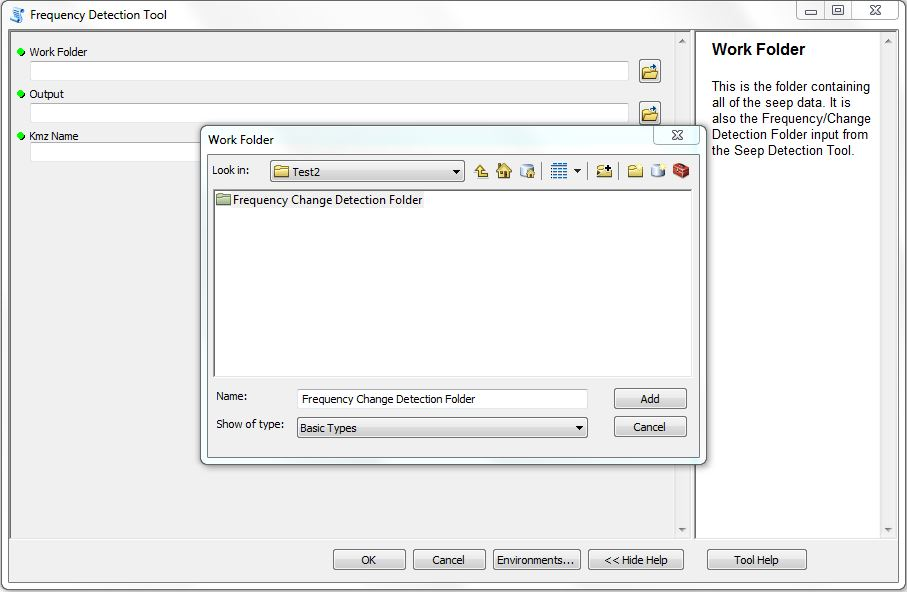 Frequency Detection Tool
Work Folder
Output
Kmz Name
Work Folder
Look in:
Test2
Frequency Change Detection Folder
Name:
Frequency Change Detection Folder
Add
Show of type:
Basic Types
Cancel
Work Folder
This is the folder containing
all of the seep data. It is
also the Frequency/Change
Detection Folder input from
the Seep Detection Tool.
OK
Cancel
Environments...
<< Hide Help
Tool Help